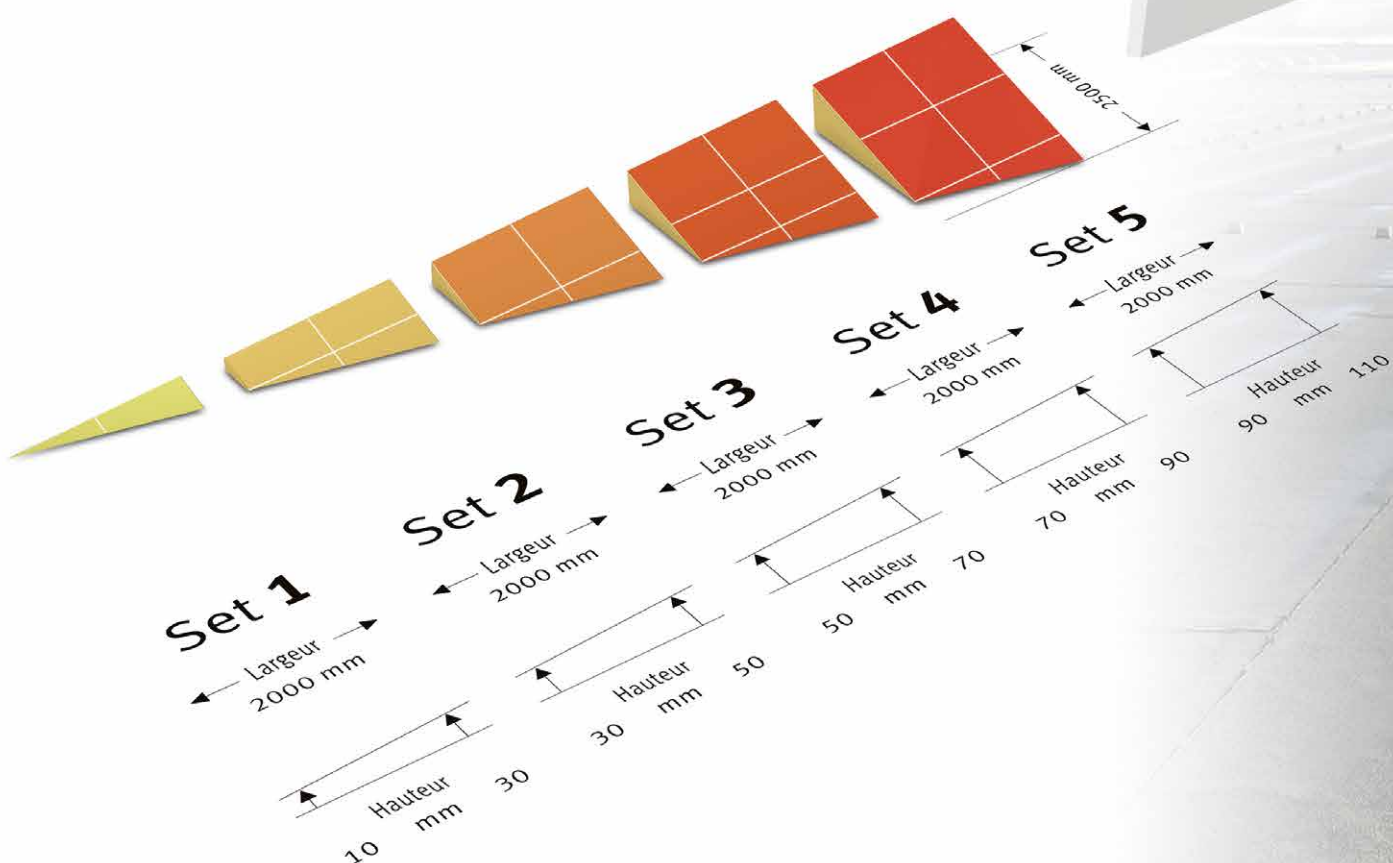 2500 mm
Set 1
Largeur
2000 mm
Hauteur
10 mm 30
Set 2
Largeur
2000 mm
Hauteur
30 mm 50
Set 3
Largeur
2000 mm
Hauteur
50 mm 70
Set 4
Largeur
2000 mm
Hauteur
70 mm 90
Set 5
Largeur
2000 mm
Hauteur
90 mm 110